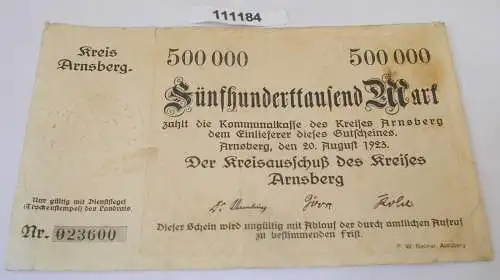 111184
Kreis
Arnsberg.
500 000 500 000
Fünfhunderttausend Mark
zahlt die Kommunalkasse des Kreises Arnsberg
dem Einlieferer dieses Gutscheines.
Arnsberg, den 20. August 1923.
Der Kreisausschuß des Kreises
Arnsberg
Nur gültig mit Dienstsiegel
(Trockenstempel) des Landrats.
Nr. 023600
Dieser Schein wird ungültig mit Ablauf der durch amtlichen Aufruf
zu bestimmenden Frist.
F. W. Becker, Arnsberg